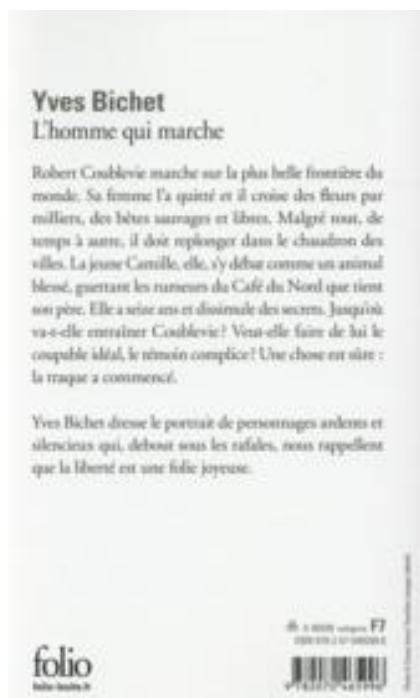 Yves Bichet
L'homme qui marche
Robert Coublevie marche sur la plus belle frontière du
monde. Sa femme l'a quitté et il croise des fleurs par
milliers, des bêtes sauvages et libres. Malgré tout, de
temps à autre, il doit replonger dans le chaudron des
villes. La jeune Camille, elle, s'y débat comme un animal
blessé, guettant les rumeurs du Café du Nord que tient
son père. Elle a seize ans et dissimule des secrets. Jusqu'où
va-t-elle entraîner Coublevie ? Veut-elle faire de lui le
coupable idéal, le témoin complice ? Une chose est sûre :
la traque a commencé.
Yves Bichet dresse le portrait de personnages ardents et
silencieux qui, debout sous les rafales, nous rappellent
que la liberté est une folie joyeuse.
catégorie F7
folio
folio-lesite.fr